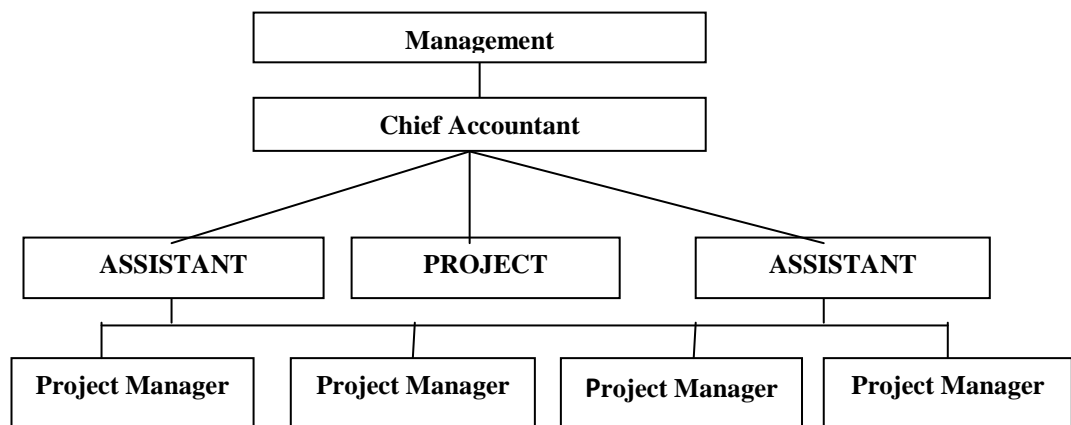 Management
Chief Accountant
ASSISTANT PROJECT ASSISTANT
Project Manager Project Manager Project Manager Project Manager